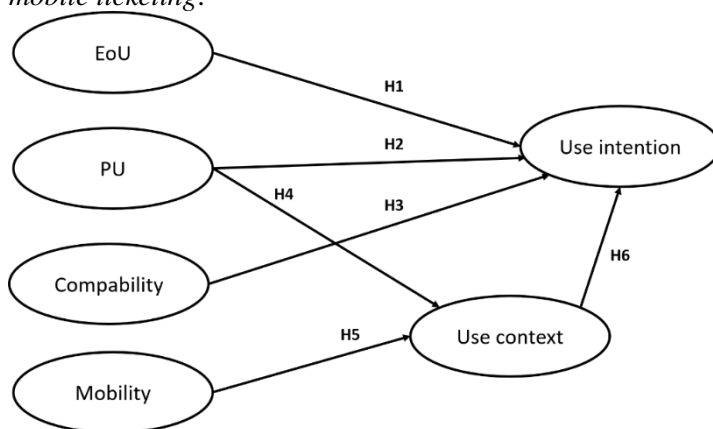 mobile ticketing.
EoU
H1
Use intention
PU
H2
H4
H3
Compability
H6
Use context
H5
Mobility